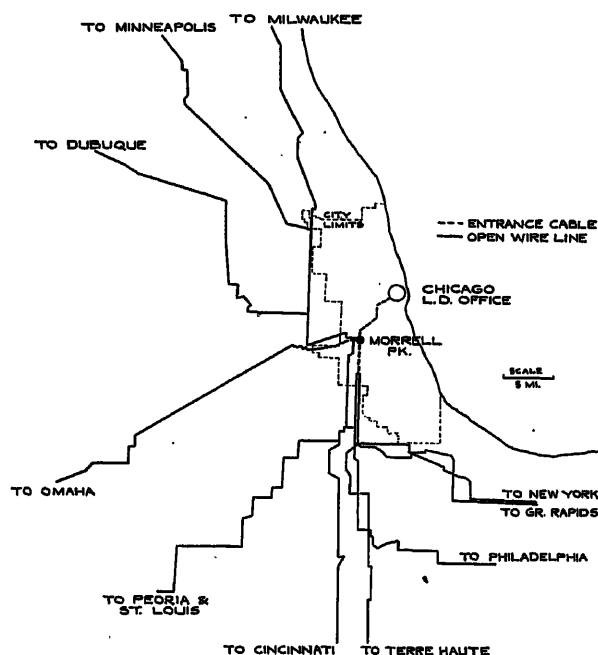 TO MINNEAPOLIS
TO MILWAUKEE
TO DUBUQUE
CITY
LIMITS
ENTRANCE CABLE
OPEN WIRE LINE
CHICAGO
L.D. OFFICE
MORRELL
PK.
SCALE
5 MI.
TO OMAHA
TO NEW YORK
TO GR. RAPIDS
TO PHILADELPHIA
TO PEORIA &
ST. LOUIS
TO CINCINNATI
TO TERRE HAUTE